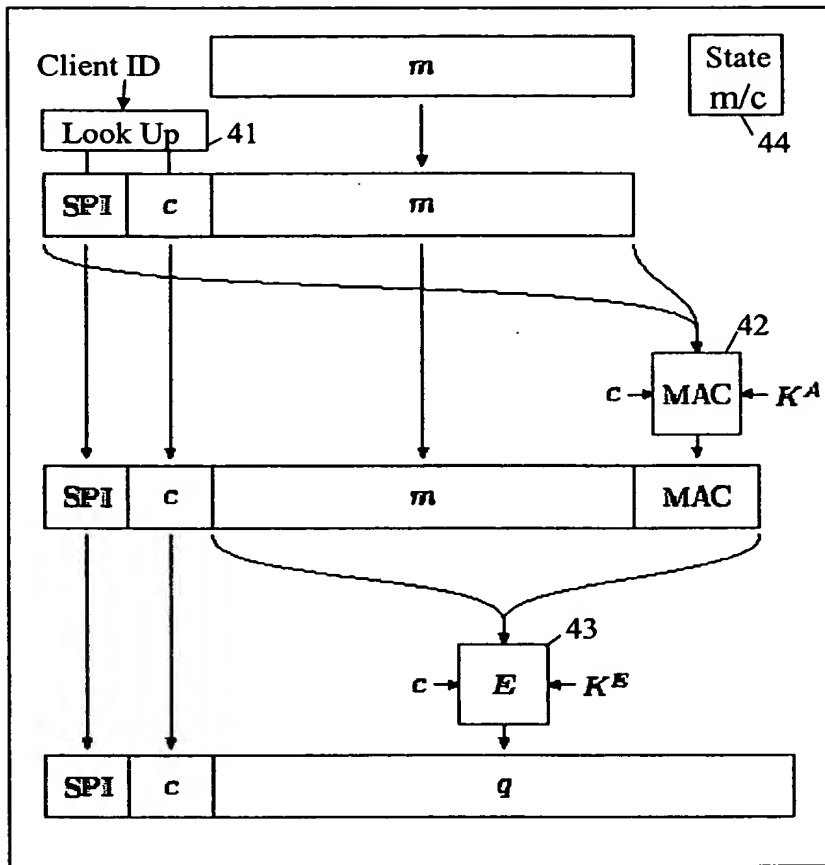 Client ID
m
State
m/c
44
Look Up
41
SPI c m
42
c MAC K^A
SPI c m MAC
43
c E K^E
SPI c q